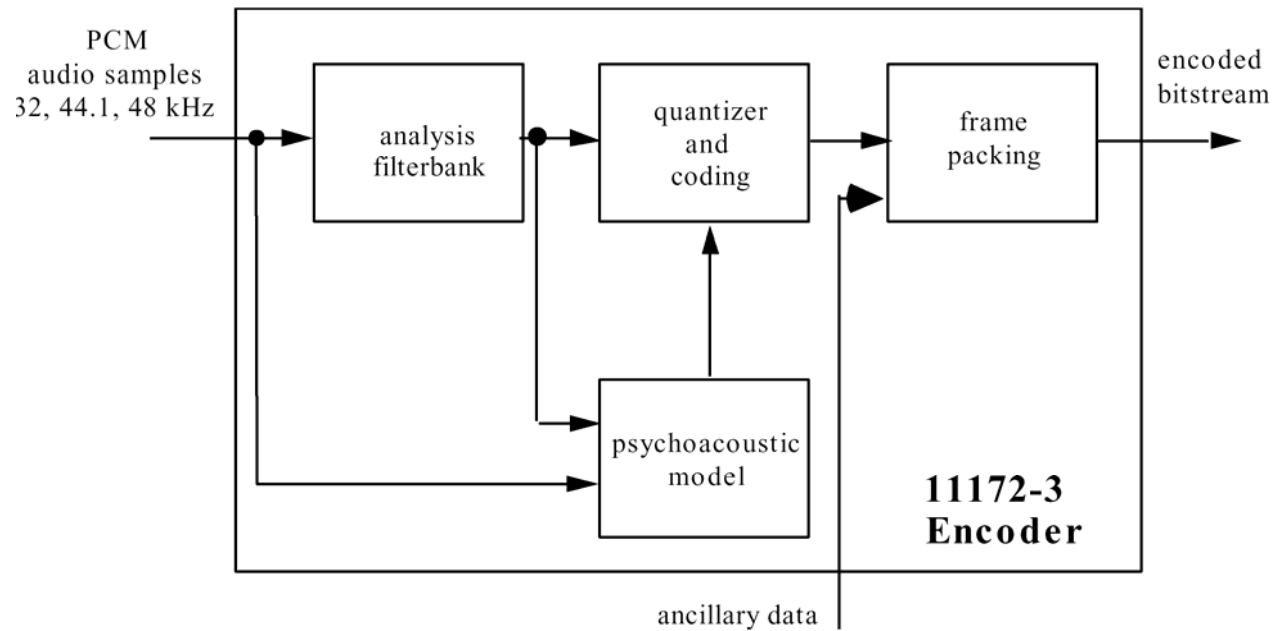 PCM
audio samples
32, 44.1, 48 kHz
analysis
filterbank
quantizer
and
coding
frame
packing
encoded
bitstream
psychoacoustic
model
11172-3
Encoder
ancillary data